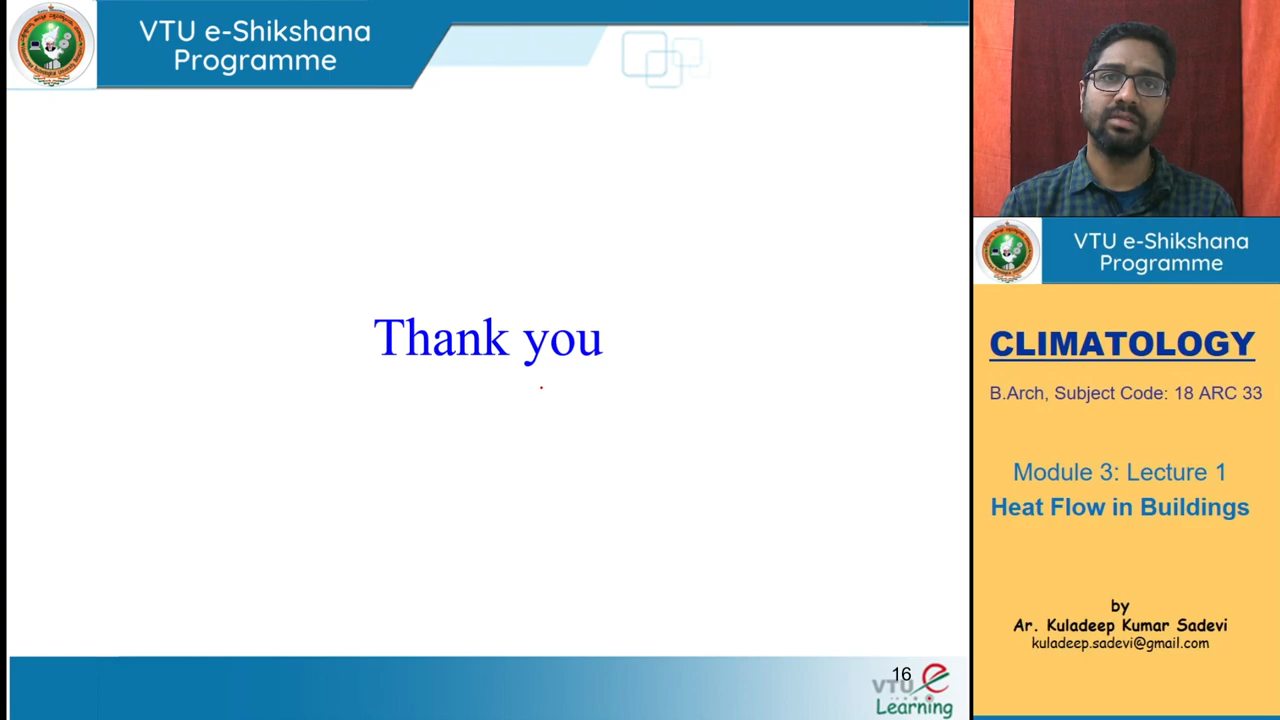 VTU e-Shikshana
Programme
Thank you
16
VTU
Learning
VTU e-Shikshana
Programme
CLIMATOLOGY
B.Arch, Subject Code: 18 ARC 33
Module 3: Lecture 1
Heat Flow in Buildings
by
Ar. Kuladeep Kumar Sadevi
kuladeep.sadevi@gmail.com